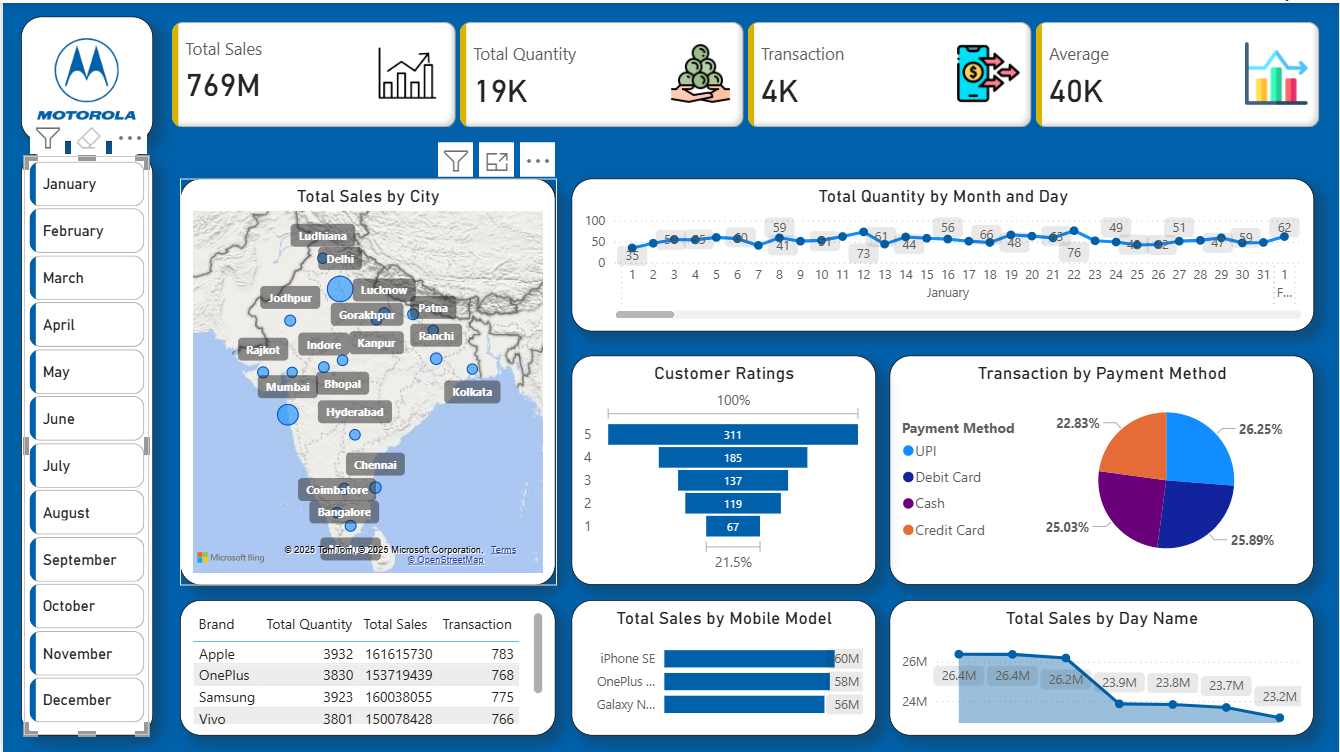 MOTOROLA
January
February
March
April
May
June
July
August
September
October
November
December
Total Sales
769M
Total Quantity
19K
Transaction
4K
Average
40K
Total Sales by City
Ludhiana
Delhi
Jodhpur
Lucknow
Gorakhpur
Patna
Ranchi
Rajkot
Indore
Kanpur
Mumbai
Bhopal
Kolkata
Hyderabad
Chennai
Coimbatore
Bangalore
Microsoft Bing
© 2025 TomTom, © 2025 Microsoft Corporation, Terms
© OpenStreetMap
Total Quantity by Month and Day
100
50
0
35
60
59
41
73
61
44
56
66
48
63
76
49
51
47
59
62
1 2 3 4 5 6 7 8 9 10 11 12 13 14 15 16 17 18 19 20 21 22 23 24 25 26 27 28 29 30 31 1
January
F...
Customer Ratings
100%
5 311
4 185
3 137
2 119
1 67
21.5%
Transaction by Payment Method
Payment Method
UPI
Debit Card
Cash
Credit Card
22.83%
26.25%
25.03%
25.89%
Brand Total Quantity Total Sales Transaction
Apple 3932 161615730 783
OnePlus 3830 153719439 768
Samsung 3923 160038055 775
Vivo 3801 150078428 766
Total Sales by Mobile Model
iPhone SE 60M
OnePlus ... 58M
Galaxy N... 56M
Total Sales by Day Name
26M
24M
26.4M
26.4M
26.2M
23.9M
23.8M
23.7M
23.2M